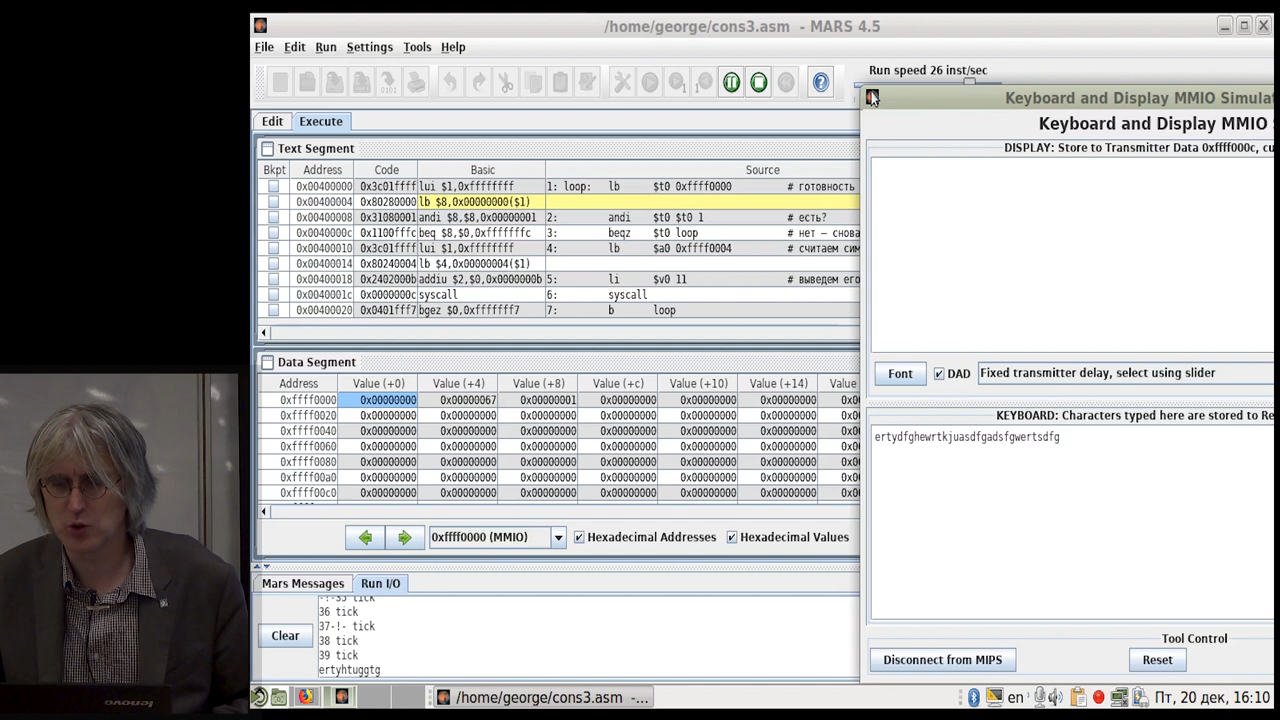 /home/george/cons3.asm - MARS 4.5
File Edit Run Settings Tools Help
Run speed 26 inst/sec
Keyboard and Display MMIO Simula
Keyboard and Display MMIO
DISPLAY: Store to Transmitter Data 0xffff000c, cu
Edit Execute
Text Segment
Bkpt Address Code Basic Source
0x00400000 0x3c01ffff lui $1,0xffffffff 1: loop: lb $t0 0xffff0000 # готовность
0x00400004 0x80280000 lb $8,0x00000000($1)
0x00400008 0x31080001 andi $8,$8,0x00000001 2: andi $t0 $t0 1 # есть?
0x0040000c 0x1100fffc beq $8,$0,0xfffffffc 3: beqz $t0 loop # нет — снова
0x00400010 0x3c01ffff lui $1,0xffffffff 4: lb $a0 0xffff0004 # считаем сим
0x00400014 0x80240004 lb $4,0x00000004($1)
0x00400018 0x2402000b addiu $2,$0,0x0000000b 5: li $v0 11 # выведем его
0x0040001c 0x0000000c syscall 6: syscall
0x00400020 0x0401fff7 bgez $0,0xfffffff7 7: b loop
Font DAD Fixed transmitter delay, select using slider
KEYBOARD: Characters typed here are stored to Re
ertydfghewrtkjuasdfgadsfgwertsdfg
Data Segment
Address Value (+0) Value (+4) Value (+8) Value (+c) Value (+10) Value (+14) Value
0xffff0000 0x00000000 0x00000067 0x00000001 0x00000000 0x00000000 0x00000000 0x0
0xffff0020 0x00000000 0x00000000 0x00000000 0x00000000 0x00000000 0x00000000 0x0
0xffff0040 0x00000000 0x00000000 0x00000000 0x00000000 0x00000000 0x00000000 0x0
0xffff0060 0x00000000 0x00000000 0x00000000 0x00000000 0x00000000 0x00000000 0x0
0xffff0080 0x00000000 0x00000000 0x00000000 0x00000000 0x00000000 0x00000000 0x0
0xffff00a0 0x00000000 0x00000000 0x00000000 0x00000000 0x00000000 0x00000000 0x0
0xffff00c0 0x00000000 0x00000000 0x00000000 0x00000000 0x00000000 0x00000000 0x0
0xffff0000 (MMIO) Hexadecimal Addresses Hexadecimal Values
Mars Messages Run I/O
-!-35 tick
36 tick
37-!- tick
38 tick
39 tick
ertyhtuggtg
Clear
Tool Control
Disconnect from MIPS Reset
/home/george/cons3.asm -...
en
Пт, 20 дек, 16:10
lenovo